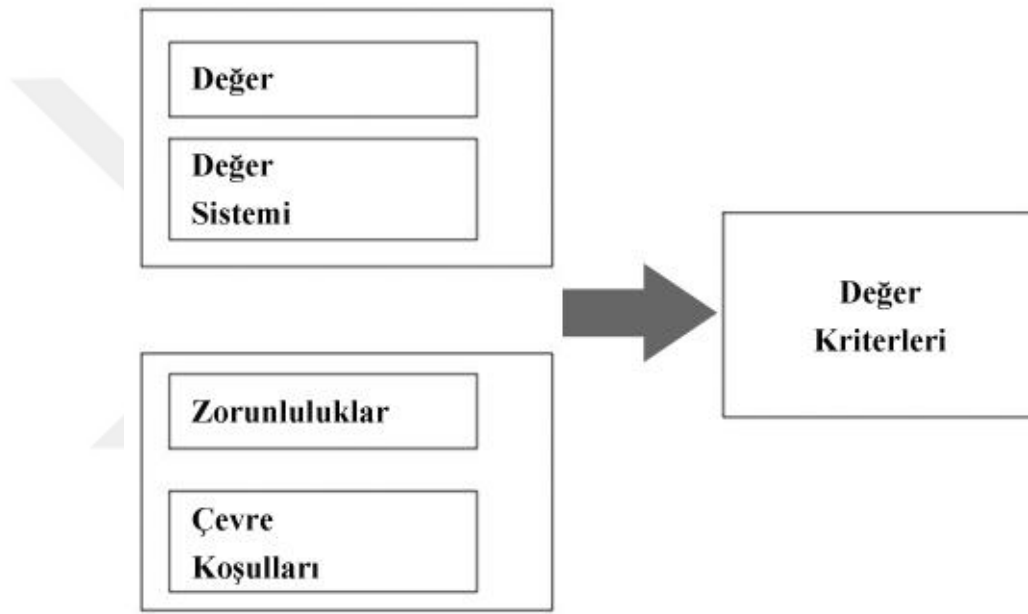 Değer
Değer
Sistemi
Değer
Kriterleri
Zorunluluklar
Çevre
Koşulları